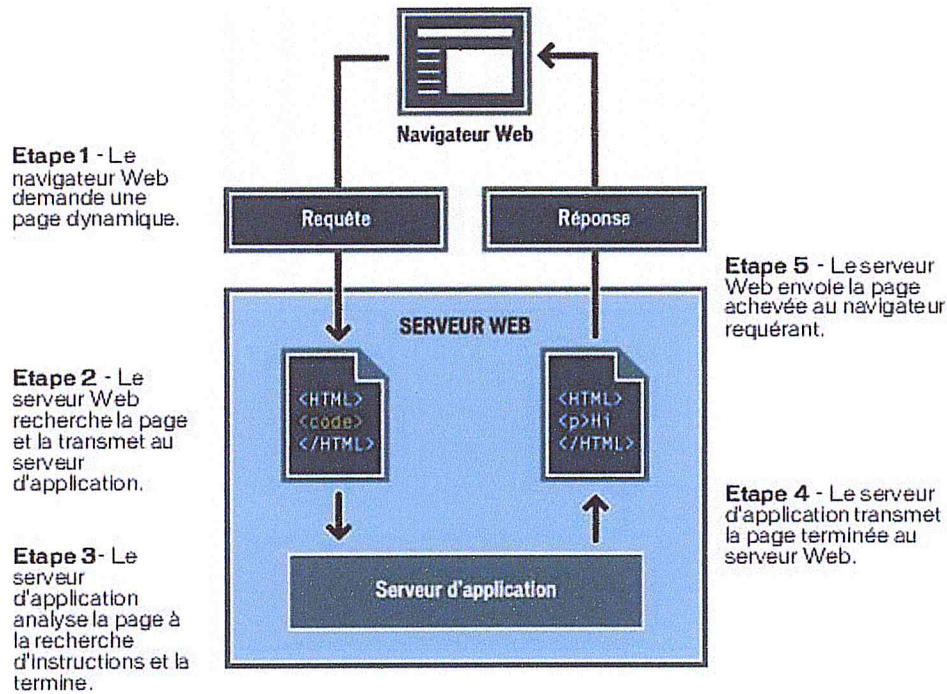 Navigateur Web
Etape 1 - Le
navigateur Web
demande une
page dynamique.
Requête
Réponse
Etape 5 - Le serveur
Web envoie la page
achevée au navigateur
requérant.
SERVEUR WEB
<HTML>
<code>
</HTML>
<HTML>
<p>Hi
</HTML>
Etape 2 - Le
serveur Web
recherche la page
et la transmet au
serveur
d'application.
Etape 4 - Le serveur
d'application transmet
la page terminée au
serveur Web.
Etape 3- Le
serveur
d'application
analyse la page à
la recherche
d'instructions et la
termine.
Serveur d'application